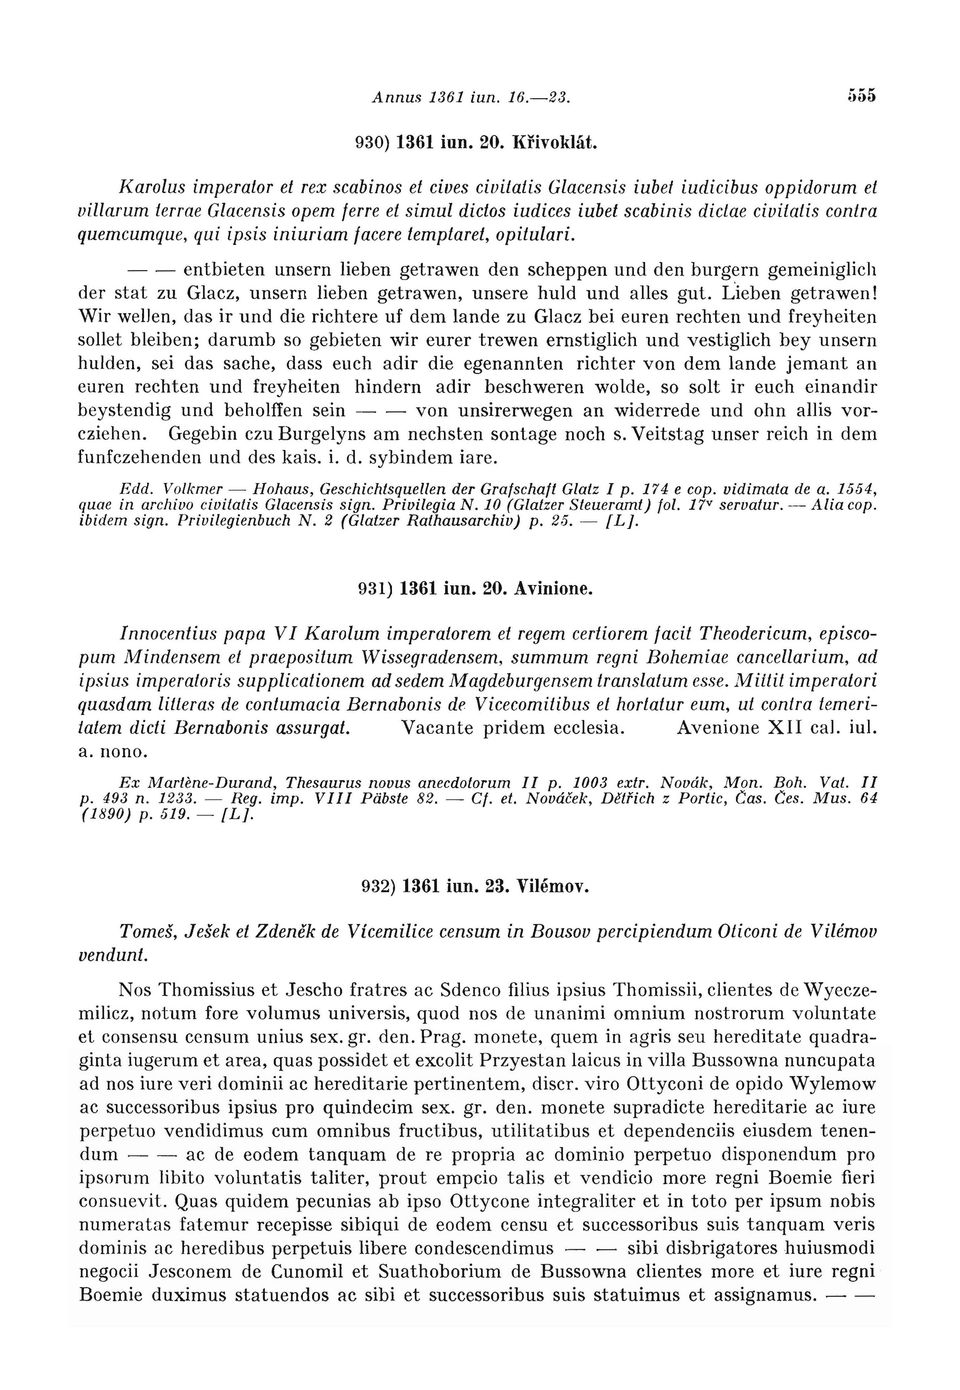 Annus 1361 iun. 16.—23. 555
930) 1361 iun. 20. Křivoklát.
Karolus imperator et rex scabinos et cives civitatis Glacensis iubet iudicibus oppidorum et
villarum terrae Glacensis opem ferre et simul dictos iudices iubet scabinis dictae civitatis contra
quemcumque, qui ipsis iniuriam facere temptaret, opitulari.
— — entbieten unsern lieben getrawen den scheppen und den burgern gemeiniglich
der stat zu Glacz, unsern lieben getrawen, unsere huld und alles gut. Lieben getrawen!
Wir wellen, das ir und die richtere uf dem lande zu Glacz bei euren rechten und freyheiten
sollet bleiben; darumb so gebieten wir eurer trewen ernstiglich und vestiglich bey unsern
hulden, sei das sache, dass euch adir die egenannten richter von dem lande jemant an
euren rechten und freyheiten hindern adir beschweren wolde, so solt ir euch einandir
beystendig und beholffen sein — — von unsirerwegen an widerrede und ohn allis vor-
cziehen. Gegebin czu Burgelyns am nechsten sontage noch s. Veitstag unser reich in dem
funfczehenden und des kais. i. d. sybindem iare.
Edd. Volkmer — Hohaus, Geschichtsquellen der Grafschaft Glatz I p. 174 e cop. vidimata de a. 1554,
quae in archivo civitatis Glacensis sign. Privilegia N. 10 (Glatzer Steueramt) fol. 17v servatur. — Alia cop.
ibidem sign. Privilegienbuch N. 2 (Glatzer Rathausarchiv) p. 25. — [L].
931) 1361 iun. 20. Avinione.
Innocentius papa VI Karolum imperatorem et regem certiorem facit Theodericum, episco-
pum Mindensem et praepositum Wissegradensem, summum regni Bohemiae cancellarium, ad
ipsius imperatoris supplicationem ad sedem Magdeburgensem translatum esse. Mittit imperatori
quasdam litteras de contumacia Bernabonis de Vicecomitibus et hortatur eum, ut contra temeri-
tatem dicti Bernabonis assurgat. Vacante pridem ecclesia. Avenione XII cal. iul.
a. nono.
Ex Martène-Durand, Thesaurus novus anecdotorum II p. 1003 extr. Novák, Mon. Boh. Vat. II
p. 493 n. 1233. — Reg. imp. VIII Päbste 82. — Cf. et. Nováček, Dětřich z Portic, Čas. Čes. Mus. 64
(1890) p. 519. — [L].
932) 1361 iun. 23. Vilémov.
Tomeš, Ješek et Zdeněk de Vicemilice censum in Bousov percipiendum Oticoni de Vilémov
vendunt.
Nos Thomissius et Jescho fratres ac Sdenco filius ipsius Thomissii, clientes de Wyecze-
milicz, notum fore volumus universis, quod nos de unanimi omnium nostrorum voluntate
et consensu censum unius sex. gr. den. Prag. monete, quem in agris seu hereditate quadra-
ginta iugerum et area, quas possidet et excolit Przyestan laicus in villa Bussowna nuncupata
ad nos iure veri dominii ac hereditarie pertinentem, discr. viro Ottyconi de opido Wylemow
ac successoribus ipsius pro quindecim sex. gr. den. monete supradicte hereditarie ac iure
perpetuo vendidimus cum omnibus fructibus, utilitatibus et dependenciis eiusdem tenen-
dum — — ac de eodem tanquam de re propria ac dominio perpetuo disponendum pro
ipsorum libito voluntatis taliter, prout empcio talis et vendicio more regni Boemie fieri
consuevit. Quas quidem pecunias ab ipso Ottycone integraliter et in toto per ipsum nobis
numeratas fatemur recepisse sibiqui de eodem censu et successoribus suis tanquam veris
dominis ac heredibus perpetuis libere condescendimus — — sibi disbrigatores huiusmodi
negocii Jesconem de Cunomil et Suathoborium de Bussowna clientes more et iure regni
Boemie duximus statuendos ac sibi et successoribus suis statuimus et assignamus. — —